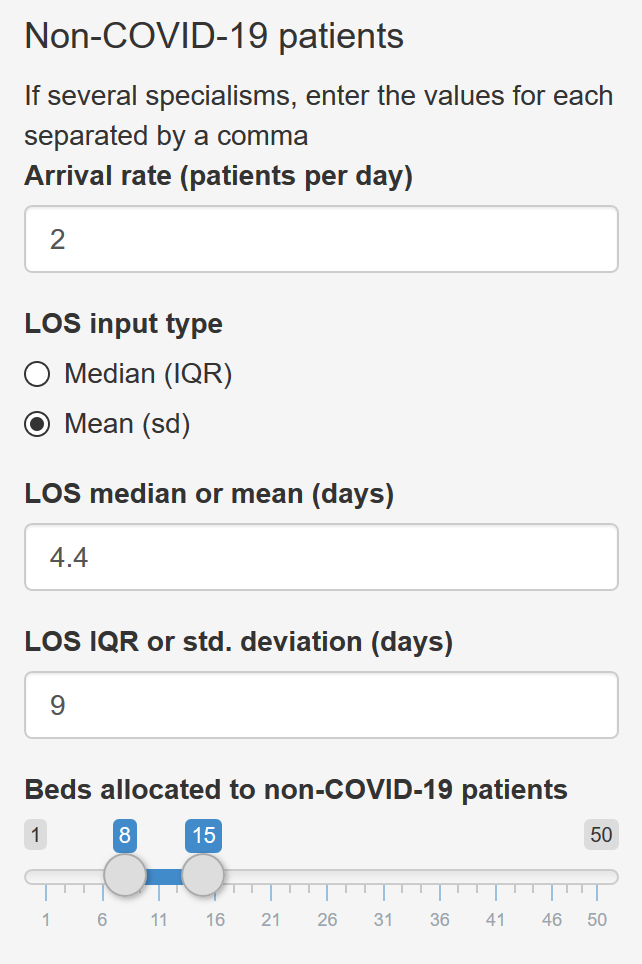 Non-COVID-19 patients
If several specialisms, enter the values for each
separated by a comma
Arrival rate (patients per day)
2
LOS input type
Median (IQR)
Mean (sd)
LOS median or mean (days)
4.4
LOS IQR or std. deviation (days)
9
Beds allocated to non-COVID-19 patients
1 8 15 50
1 6 11 16 21 26 31 36 41 46 50